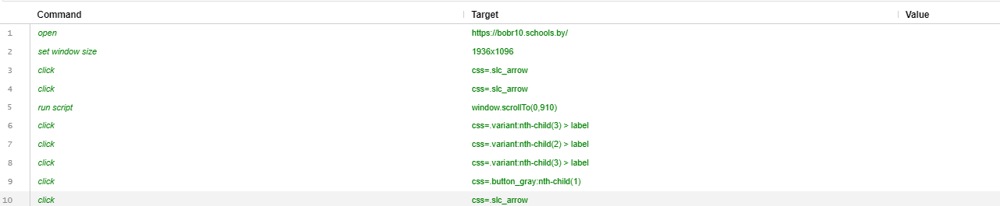 Command Target Value
1 open https://bobr10.schools.by/
2 set window size 1936x1096
3 click css=.slc_arrow
4 click css=.slc_arrow
5 run script window.scrollTo(0,910)
6 click css=.variant:nth-child(3) > label
7 click css=.variant:nth-child(2) > label
8 click css=.variant:nth-child(3) > label
9 click css=.button_gray:nth-child(1)
10 click css=.slc_arrow